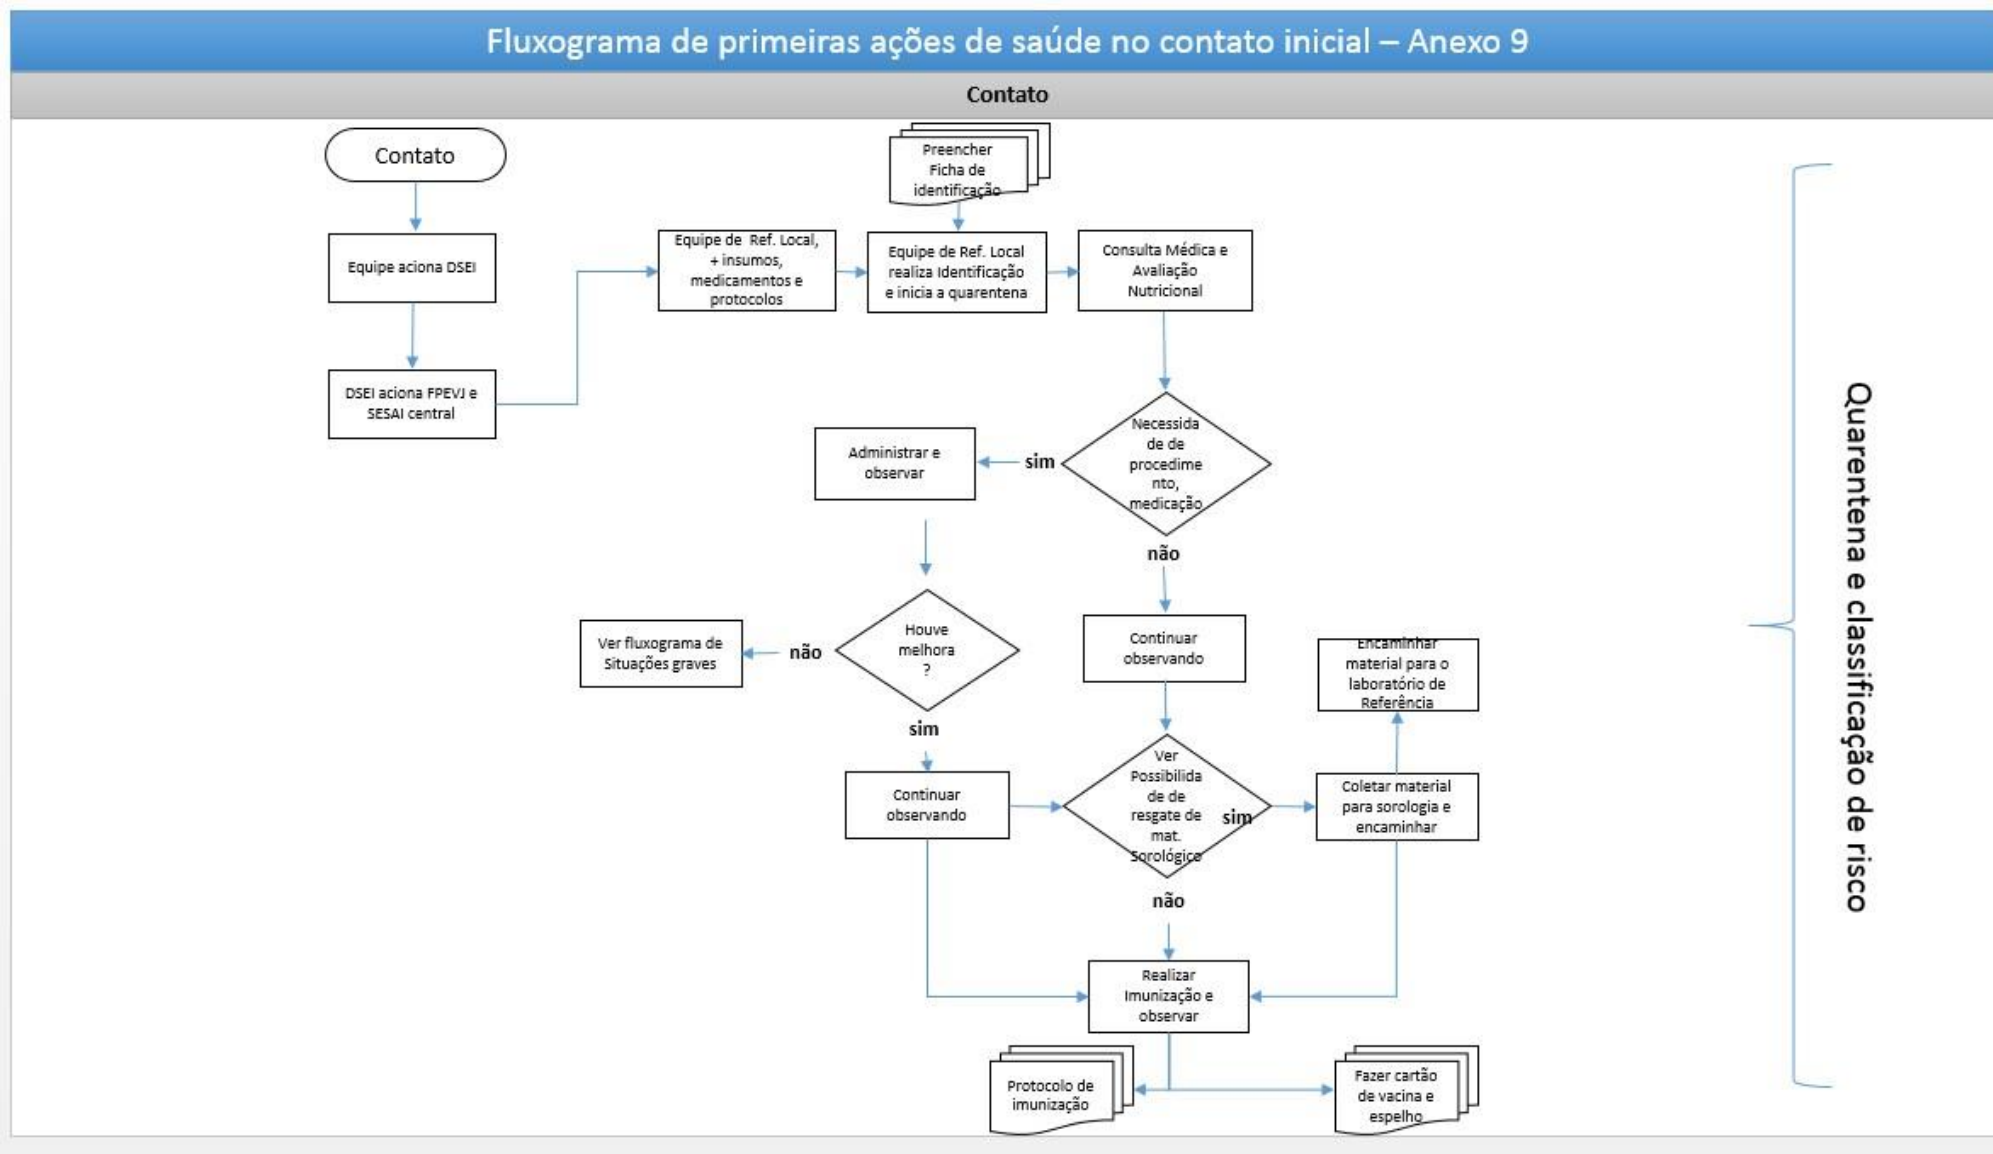 Fluxograma de primeiras ações de saúde no contato inicial – Anexo 9
Contato
Contato
Equipe aciona DSEI
DSEI aciona FPEVJ e
SESAI central
Equipe de Ref. Local,
+ insumos,
medicamentos e
protocolos
Preencher
Ficha de
identificação
Equipe de Ref. Local
realiza Identificação
e inicia a quarentena
Consulta Médica e
Avaliação
Nutricional
Necessida
de de
procedime
nto,
medicação
sim
Administrar e
observar
não
Houve
melhora
?
não
Ver fluxograma de
Situações graves
sim
Continuar
observando
Continuar
observando
Ver
Possibilida
de de
resgate de
mat.
Sorológico
sim
Coletar material
para sorologia e
encaminhar
Encaminhar
material para o
laboratório de
Referência
não
Realizar
Imunização e
observar
Protocolo de
imunização
Fazer cartão
de vacina e
espelho
Quarentena e classificação de risco